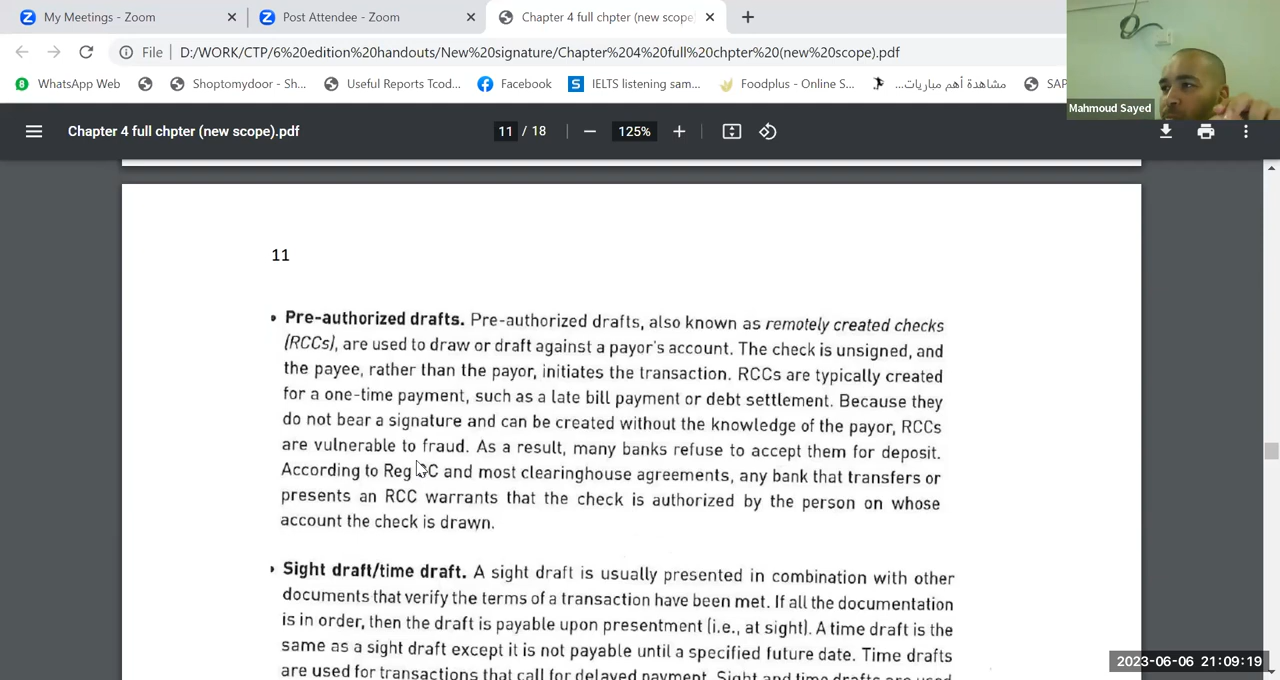 My Meetings - Zoom
Post Attendee - Zoom
Chapter 4 full chpter (new scope)
File
D:/WORK/CTP/6%20edition%20handouts/New%20signature/Chapter%204%20full%20chpter%20(new%20scope).pdf
WhatsApp Web
Shoptomydoor - Sh...
Useful Reports Tcod...
Facebook
IELTS listening sam...
Foodplus - Online S...
مشاهدة أهم مباريات...
SAP
Mahmoud Sayed
Chapter 4 full chpter (new scope).pdf
11 / 18
125%
11
Pre-authorized drafts. Pre-authorized drafts, also known as remotely created checks
(RCCs), are used to draw or draft against a payor's account. The check is unsigned, and
the payee, rather than the payor, initiates the transaction. RCCs are typically created
for a one-time payment, such as a late bill payment or debt settlement. Because they
do not bear a signature and can be created without the knowledge of the payor, RCCs
are vulnerable to fraud. As a result, many banks refuse to accept them for deposit.
According to Reg CC and most clearinghouse agreements, any bank that transfers or
presents an RCC warrants that the check is authorized by the person on whose
account the check is drawn.
Sight draft/time draft. A sight draft is usually presented in combination with other
documents that verify the terms of a transaction have been met. If all the documentation
is in order, then the draft is payable upon presentment (i.e., at sight). A time draft is the
same as a sight draft except it is not payable until a specified future date. Time drafts
are used for transactions that call for delayed payment. Sight and time drafts are used
2023-06-06 21:09:19